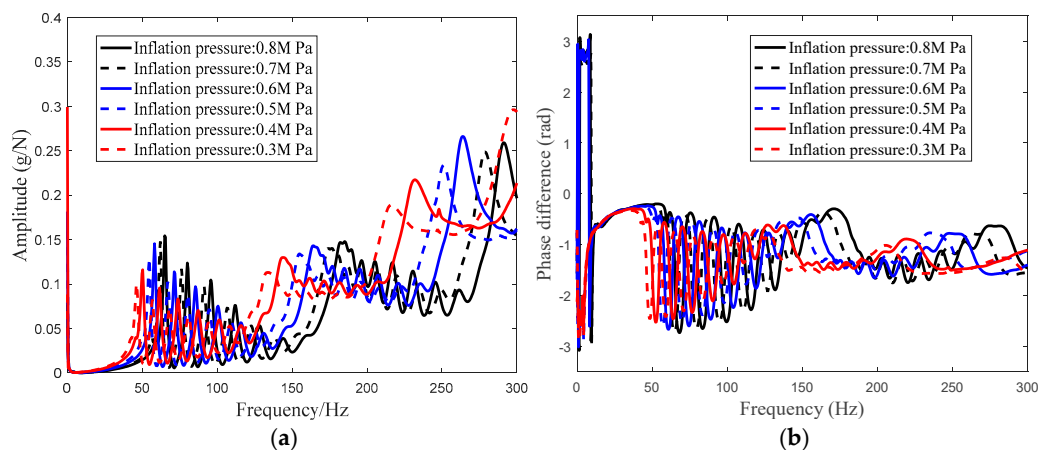 0.4
0.35
0.3
0.25
0.2
0.15
0.1
0.05
0
Amplitude (g/N)
Inflation pressure:0.8M Pa
Inflation pressure:0.7M Pa
Inflation pressure:0.6M Pa
Inflation pressure:0.5M Pa
Inflation pressure:0.4M Pa
Inflation pressure:0.3M Pa
0 50 100 150 200 250 300
Frequency/Hz
(a)
3
2
1
0
-1
-2
-3
Phase difference (rad)
Inflation pressure:0.8M Pa
Inflation pressure:0.7M Pa
Inflation pressure:0.6M Pa
Inflation pressure:0.5M Pa
Inflation pressure:0.4M Pa
Inflation pressure:0.3M Pa
0 50 100 150 200 250 300
Frequency (Hz)
(b)